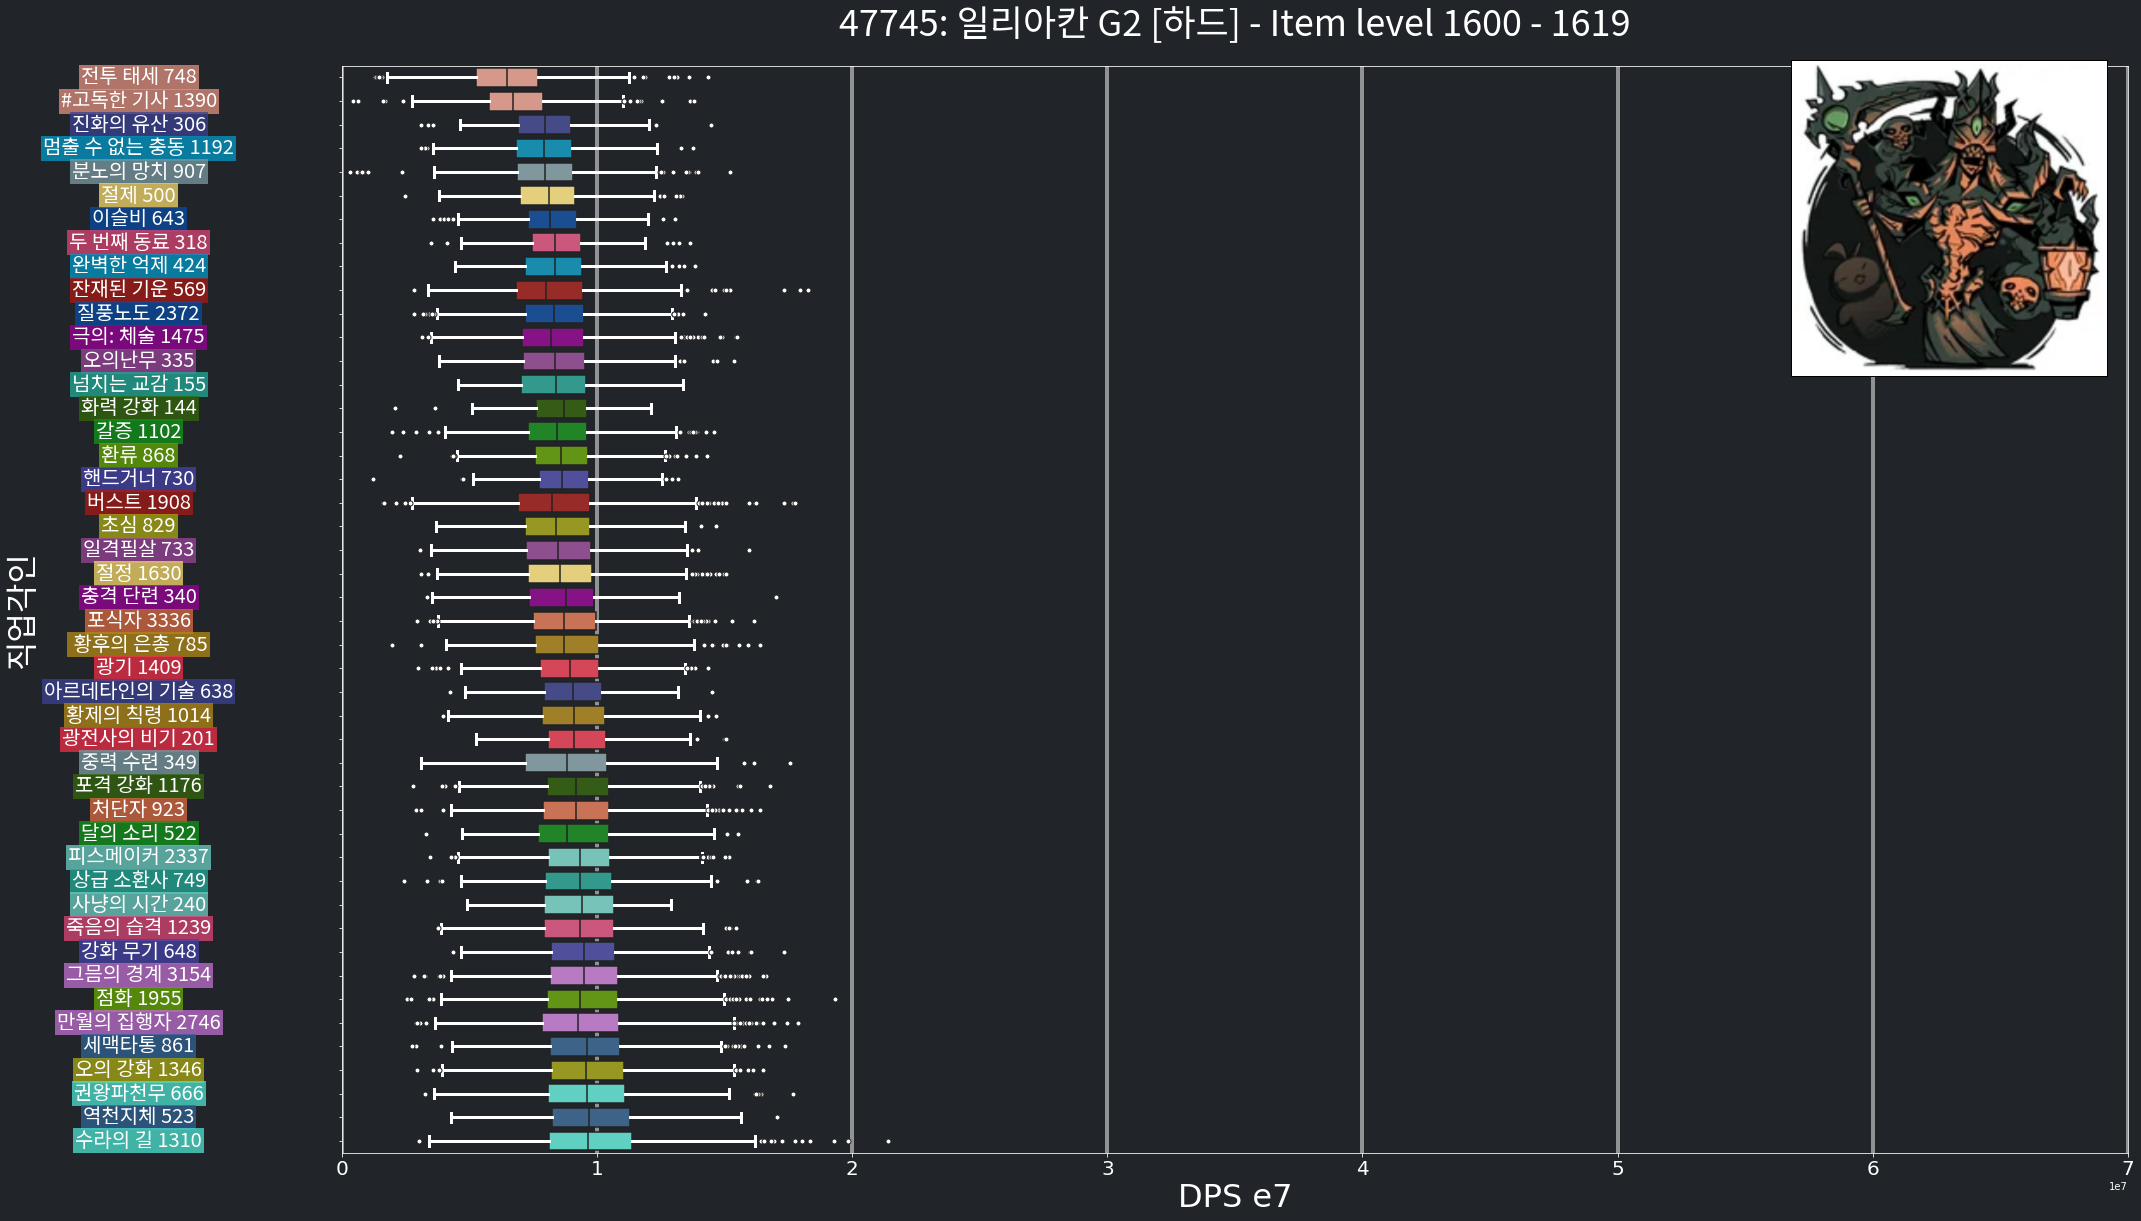 47745: 일리아칸 G2 [하드] - Item level 1600 - 1619
전투 태세 748
#고독한 기사 1390
진화의 유산 306
멈출 수 없는 충동 1192
분노의 망치 907
절제 500
이슬비 643
두 번째 동료 318
완벽한 억제 424
잔재된 기운 569
질풍노도 2372
극의: 체술 1475
오의난무 335
넘치는 교감 155
화력 강화 144
갈증 1102
환류 868
핸드거너 730
버스트 1908
초심 829
일격필살 733
절정 1630
충격 단련 340
포식자 3336
황후의 은총 785
광기 1409
아르데타인의 기술 638
황제의 칙령 1014
광전사의 비기 201
중력 수련 349
포격 강화 1176
처단자 923
달의 소리 522
피스메이커 2337
상급 소환사 749
사냥의 시간 240
죽음의 습격 1239
강화 무기 648
그믐의 경계 3154
점화 1955
만월의 집행자 2746
세맥타통 861
오의 강화 1346
권왕파천무 666
역천지체 523
수라의 길 1310
직업각인
0 1 2 3 4 5 6 7
1e7
DPS e7